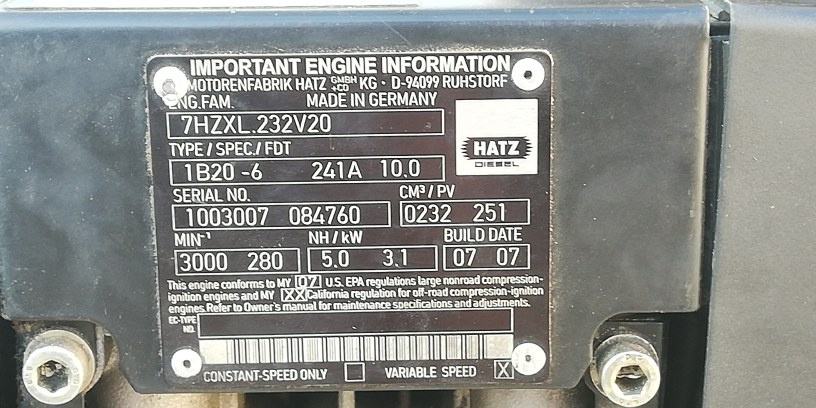 IMPORTANT ENGINE INFORMATION
MOTORENFABRIK HATZ GMBH +CO KG - D-94099 RUHSTORF
ENG.FAM. MADE IN GERMANY
7HZXL.232V20
TYPE / SPEC./ FDT
HATZ
DIESEL
1B20 -6 241A 10.0
SERIAL NO. CM³ / PV
1003007 084760 0232 251
MIN⁻¹ NH / kW BUILD DATE
3000 280 5.0 3.1 07 07
This engine conforms to MY 07 U.S. EPA regulations large nonroad compression-
ignition engines and MY XX California regulation for off-road compression-ignition
engines. Refer to Owner's manual for maintenance specifications and adjustments.
EC-TYPE
NO.
CONSTANT-SPEED ONLY VARIABLE SPEED X